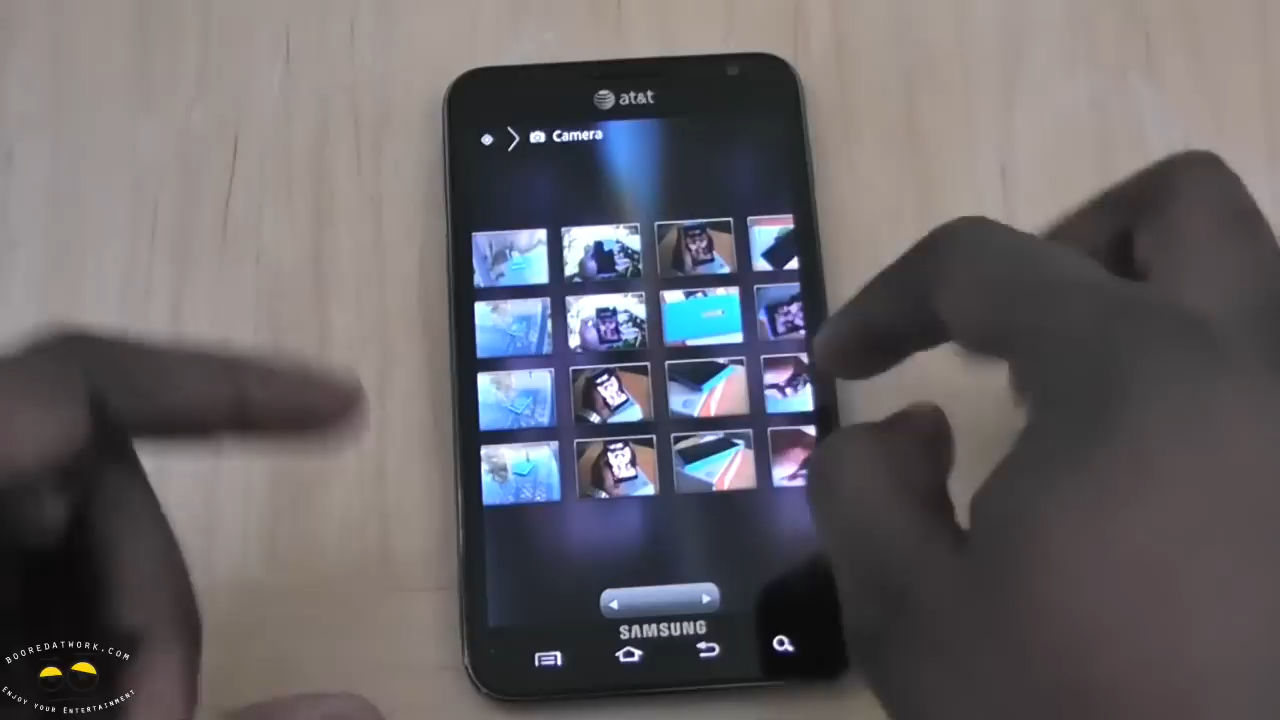 at&t
Camera
SAMSUNG
BOOREDATWORK.COM
ENJOY YOUR ENTERTAINMENT